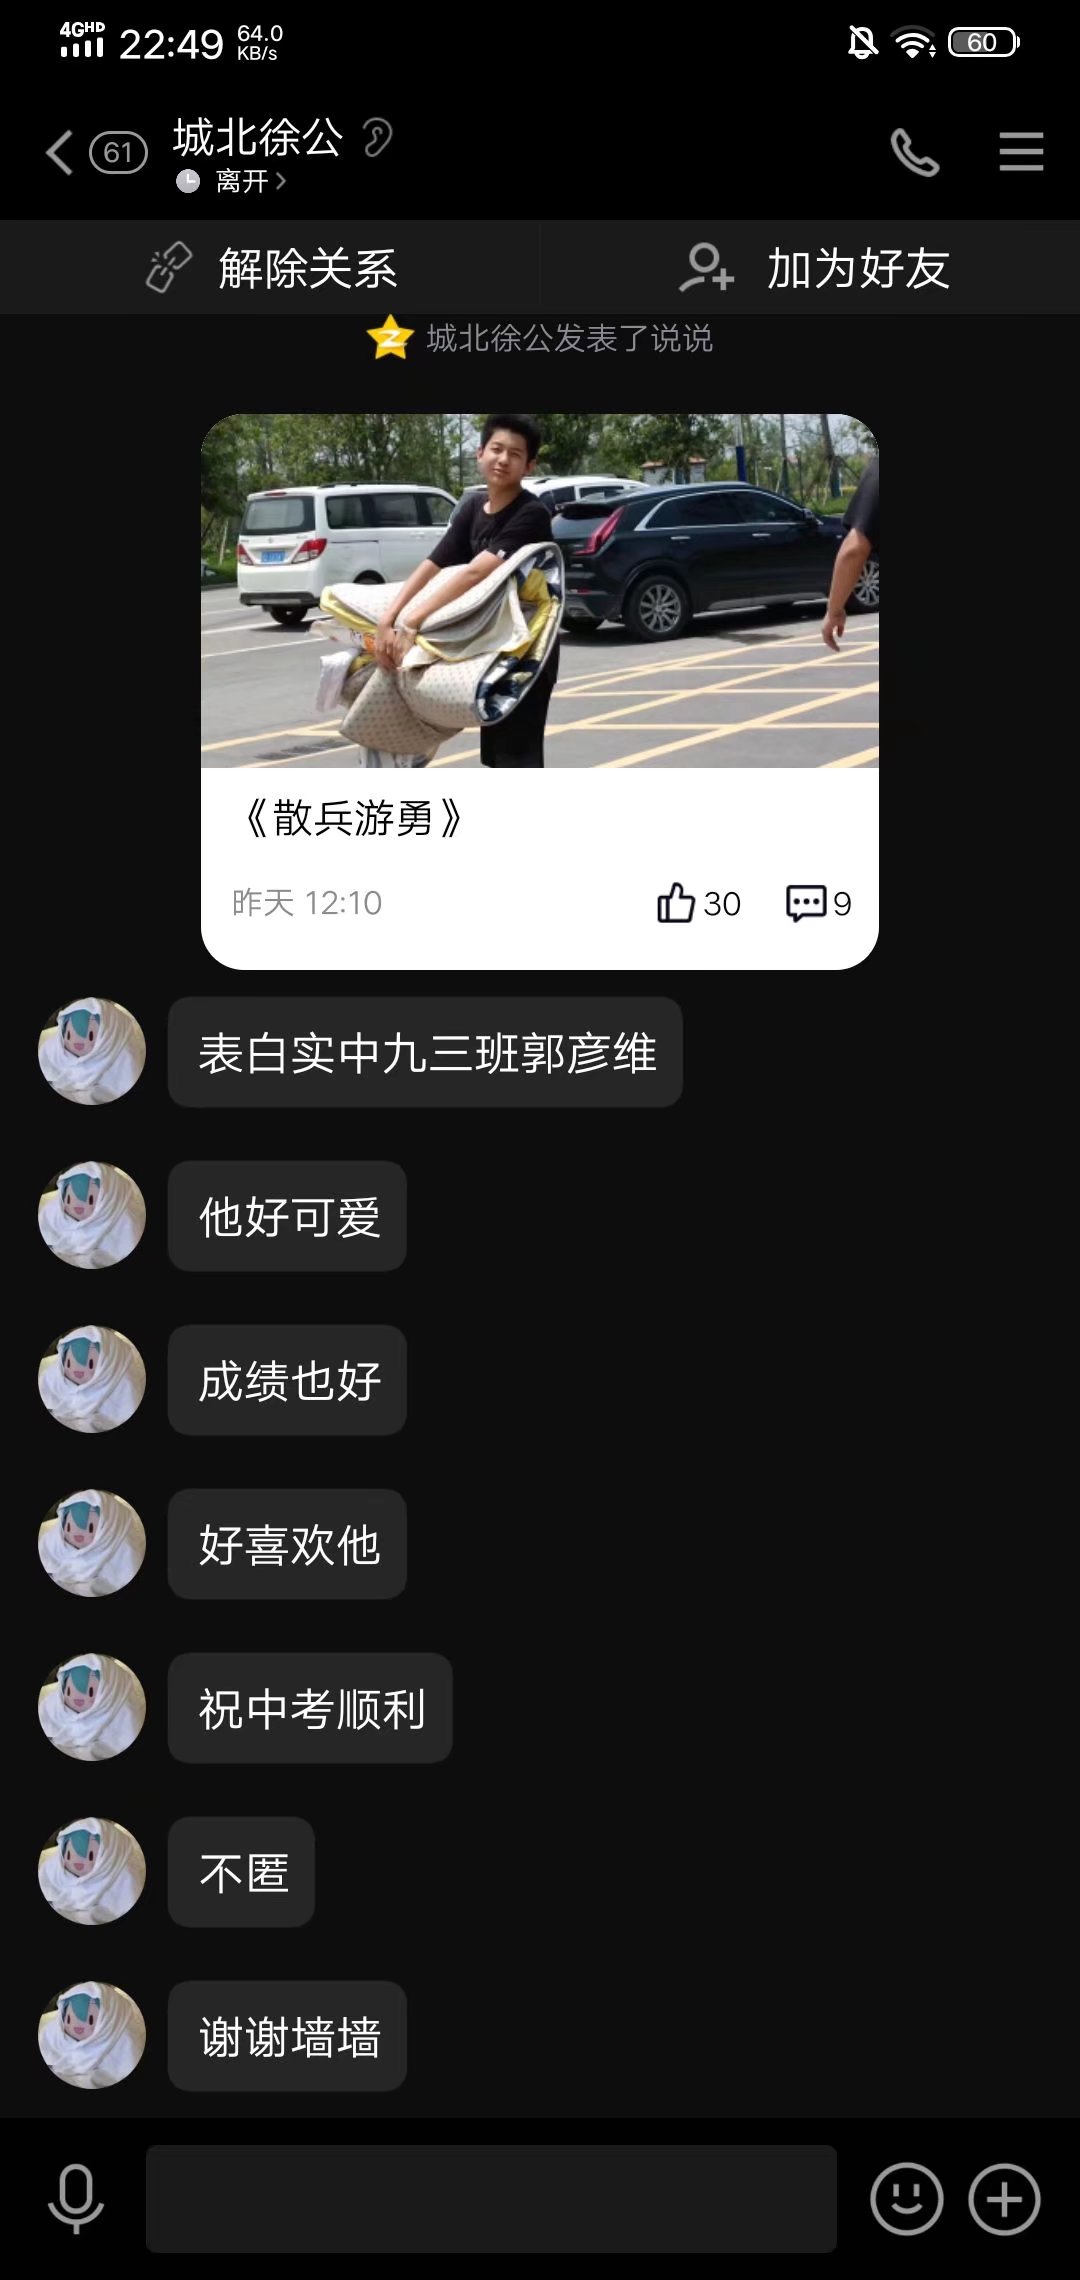 4GHD 22:49 64.0 KB/s 60
61 城北徐公
离开
解除关系 加为好友
城北徐公发表了说说
《散兵游勇》
昨天 12:10 30 9
表白实中九三班郭彦维
他好可爱
成绩也好
好喜欢他
祝中考顺利
不匿
谢谢墙墙